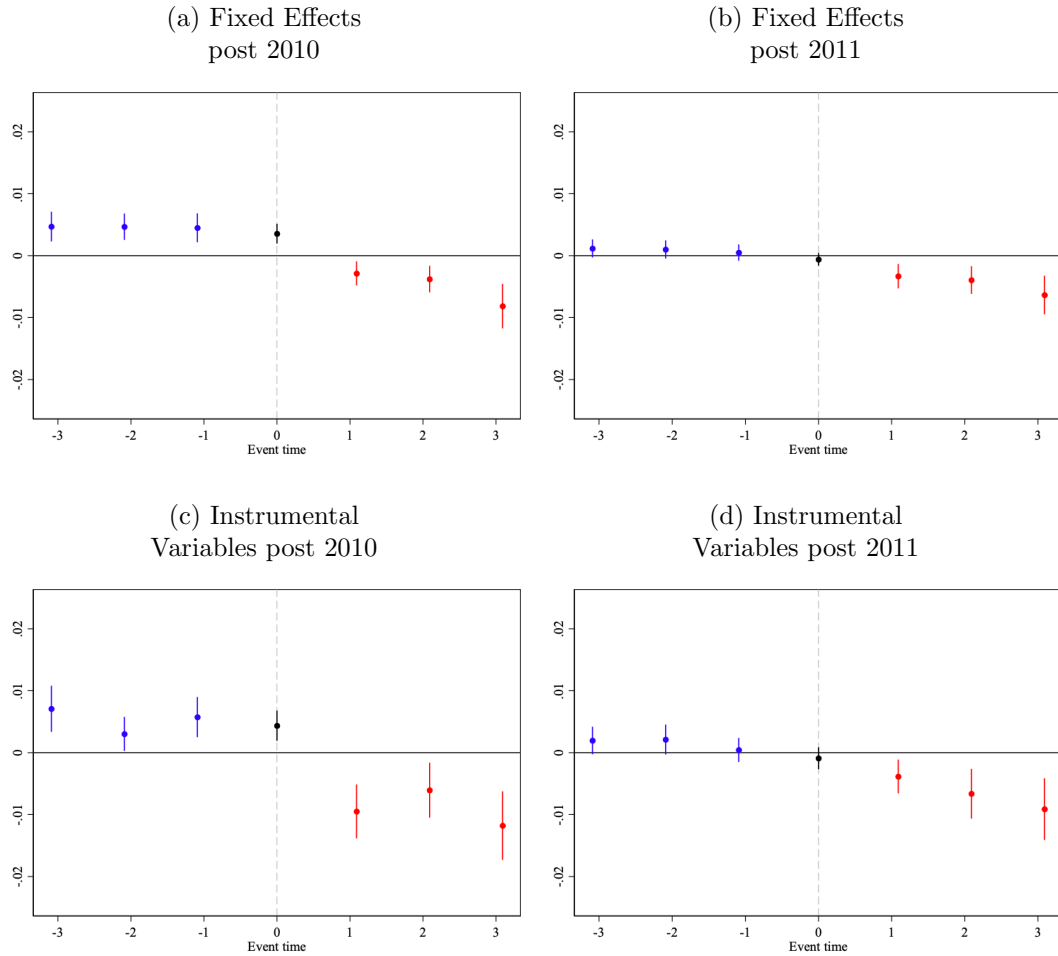 (a) Fixed Effects
post 2010
.02
.01
0
-.01
-.02
-3 -2 -1 0 1 2 3
Event time
(b) Fixed Effects
post 2011
.02
.01
0
-.01
-.02
-3 -2 -1 0 1 2 3
Event time
(c) Instrumental
Variables post 2010
.02
.01
0
-.01
-.02
-3 -2 -1 0 1 2 3
Event time
(d) Instrumental
Variables post 2011
.02
.01
0
-.01
-.02
-3 -2 -1 0 1 2 3
Event time